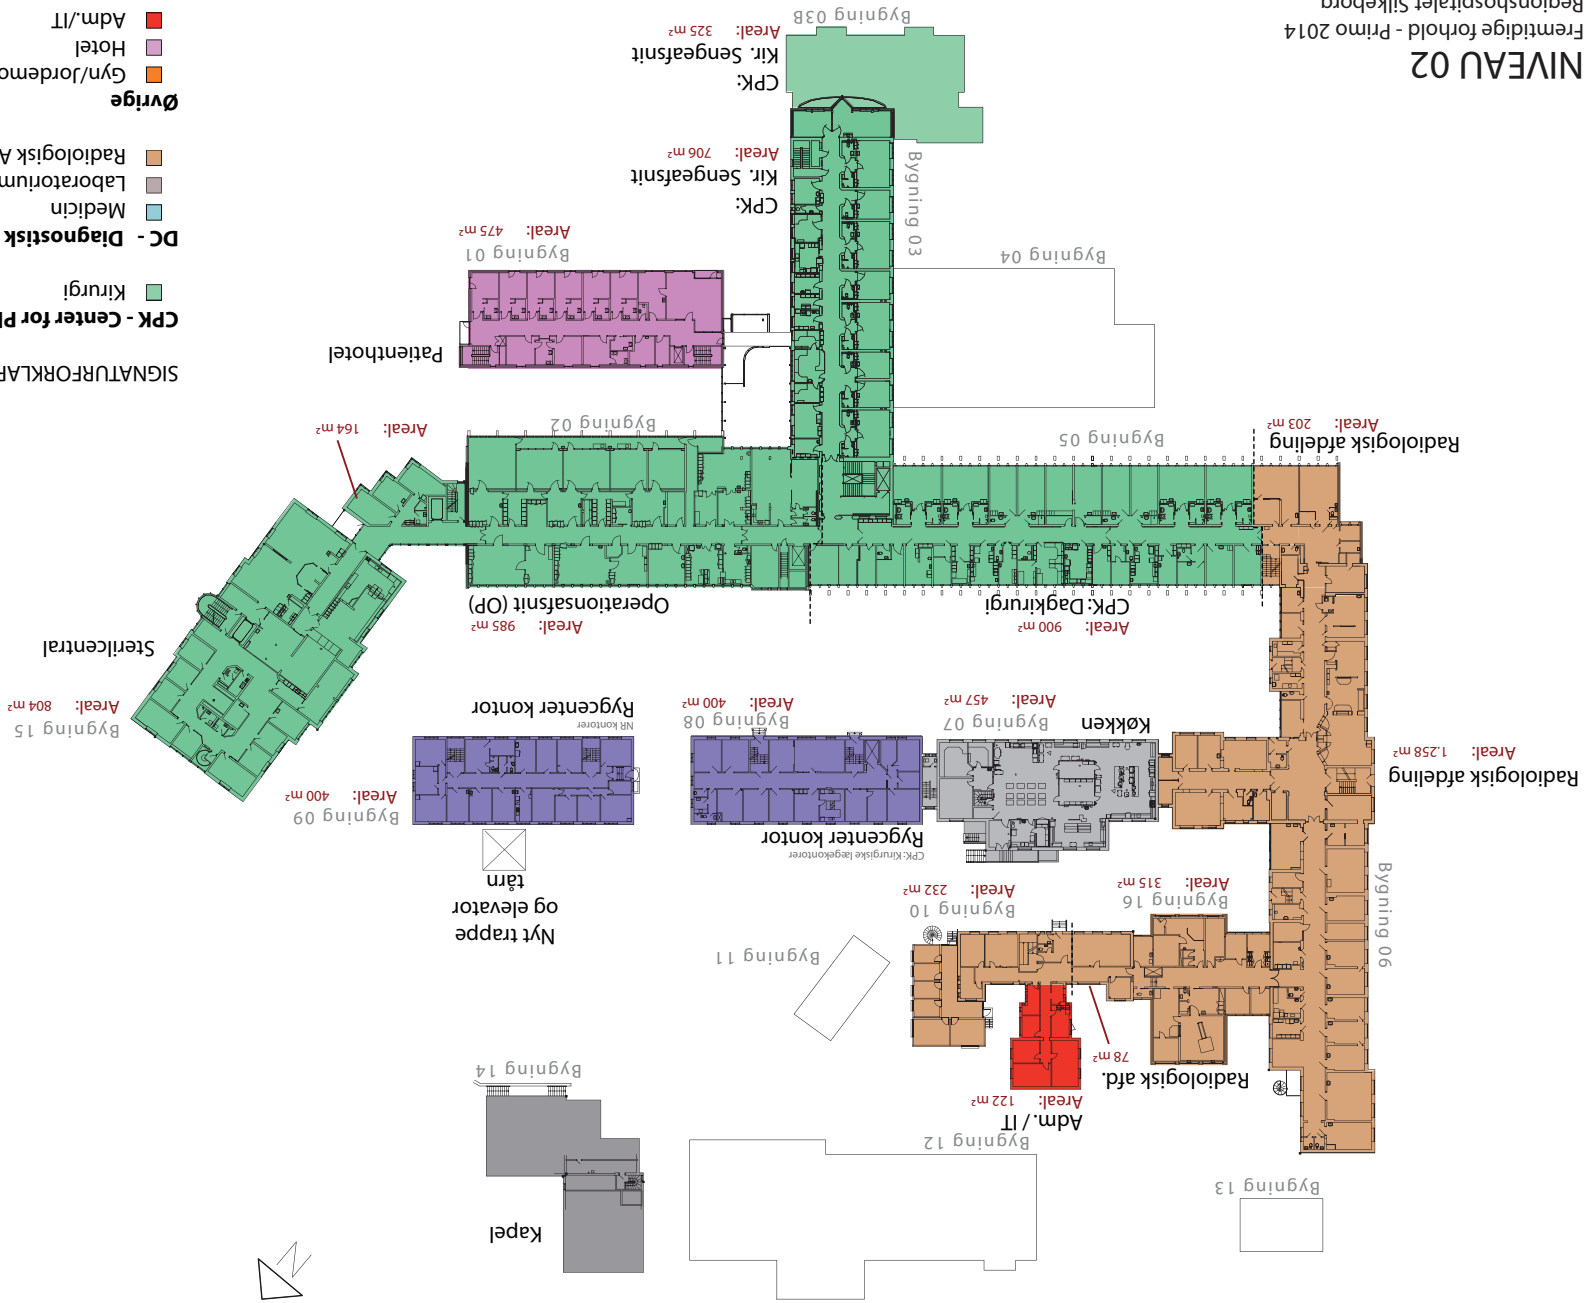 N
Kapel
Bygning 13
Bygning 12
Adm. / IT
Areal: 122 m²
Radiologisk afd.
78 m²
Bygning 14
Bygning 11
Nyt trappe
og elevator
tårn
Bygning 10
Areal: 232 m²
Bygning 16
Areal: 315 m²
Bygning 06
CPK: Kirurgiske lægekontorer
Rygcenter kontor
Bygning 09
Areal: 400 m²
Radiologisk afdeling
Areal: 1.258 m²
Køkken
Bygning 07
Areal: 457 m²
Bygning 08
Areal: 400 m²
NR kontorer
Rygcenter kontor
Bygning 15
Areal: 804 m²
Sterilcentral
Areal: 900 m²
CPK: Dagkirurgi
Areal: 985 m²
Operationsafsnit (OP)
Radiologisk afdeling
Areal: 203 m²
Bygning 05
Bygning 02
Areal: 164 m²
SIGNATURFORKLAR
Patienthotel
CPK - Center for Pl
Kirurgi
Bygning 04
Bygning 01
Areal: 475 m²
DC - Diagnostisk
Medicin
Laboratorium
Radiologisk A
Bygning 03
CPK:
Kir. Sengeafsnit
Areal: 706 m²
Øvrige
Gyn/Jordemo
Hotel
Adm./IT
CPK:
Kir. Sengeafsnit
Areal: 325 m²
Bygning 03B
NIVEAU 02
Fremtidige forhold - Primo 2014
Regionshospitalet Silkeborg